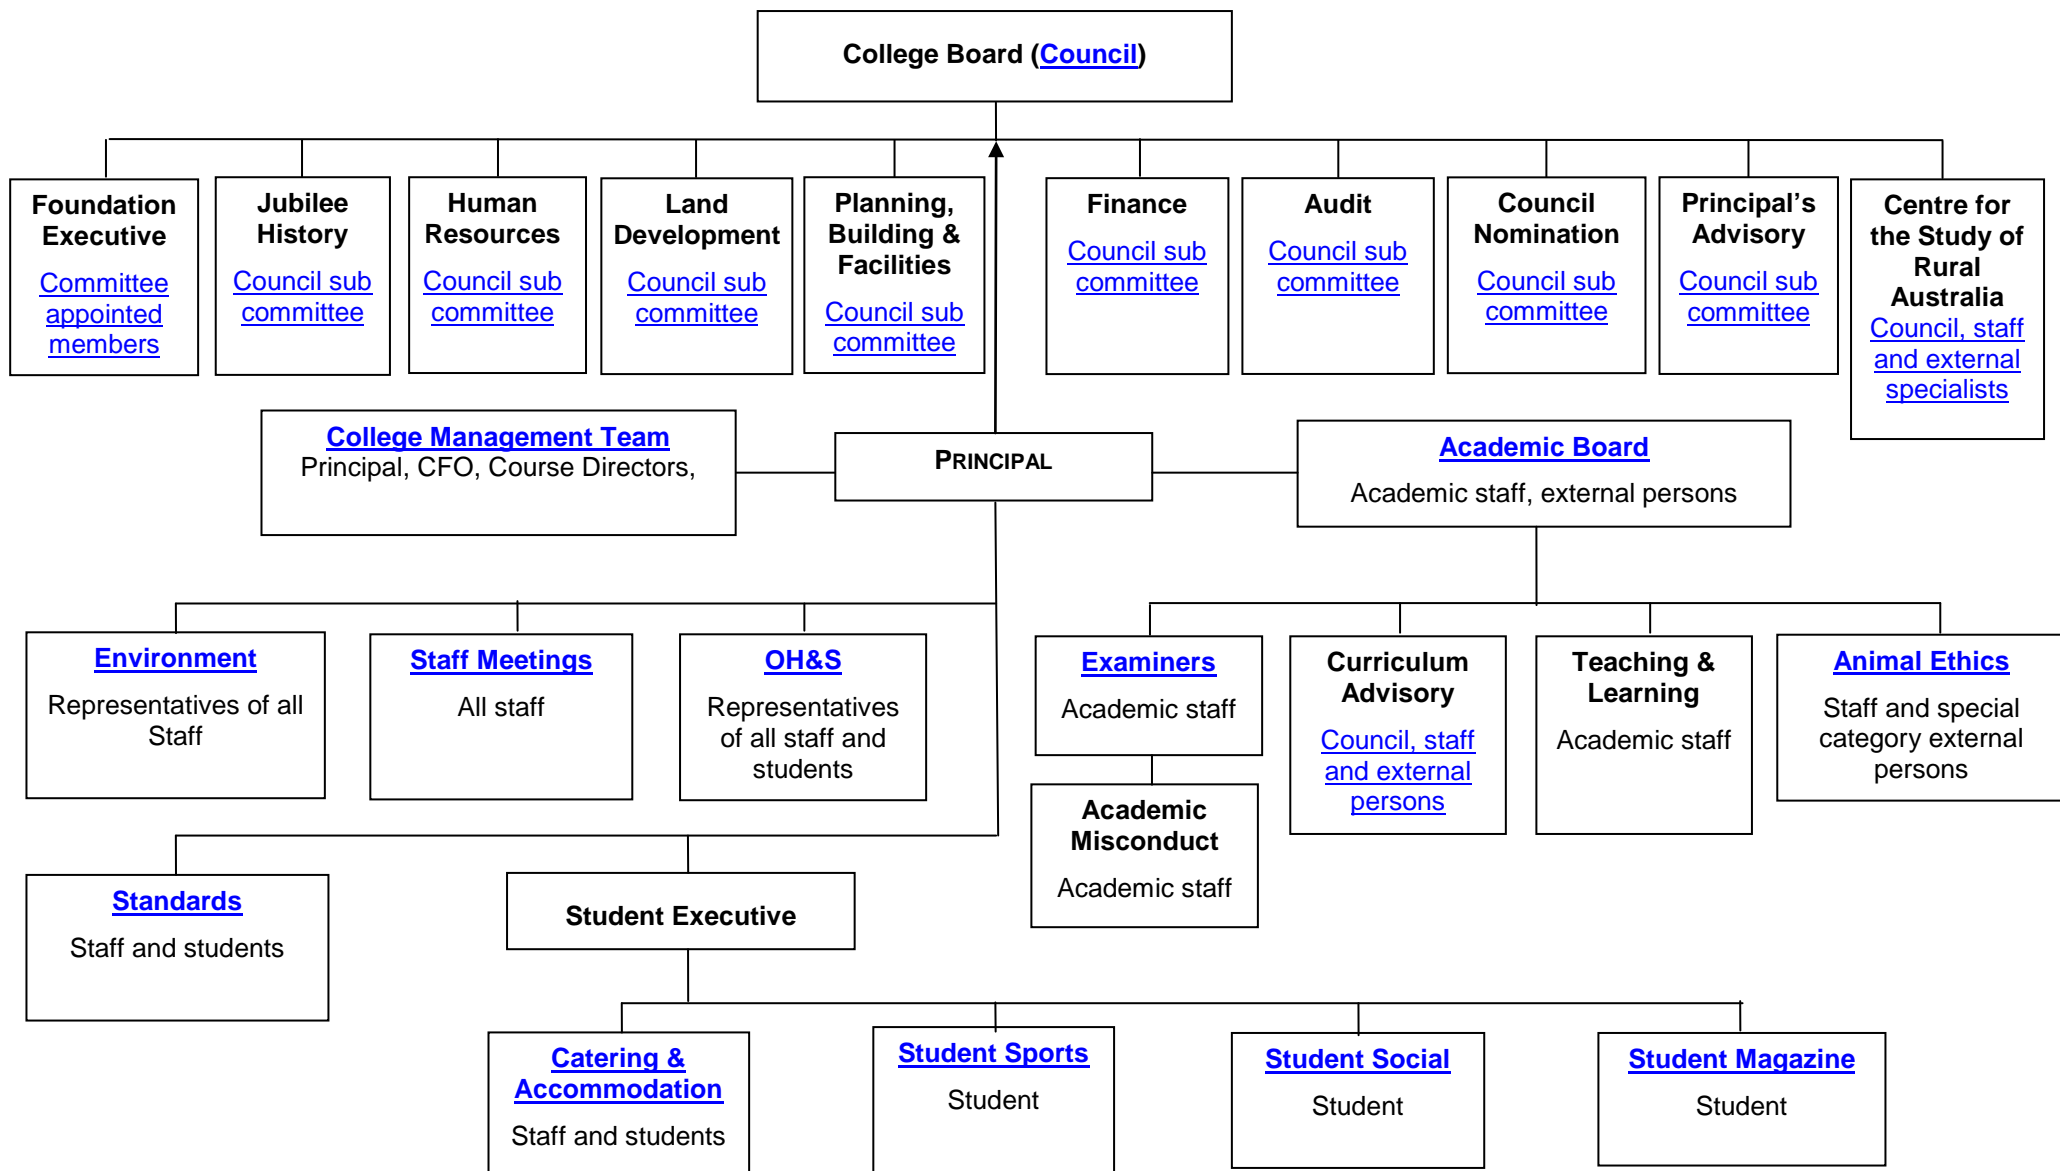 College Board (Council)
Foundation
Executive
Committee
appointed
members
Jubilee
History
Council sub
committee
Human
Resources
Council sub
committee
Land
Development
Council sub
committee
Planning,
Building &
Facilities
Council sub
committee
Finance
Council sub
committee
Audit
Council sub
committee
Council
Nomination
Council sub
committee
Principal’s
Advisory
Council sub
committee
Centre for
the Study of
Rural
Australia
Council, staff
and external
specialists
College Management Team
Principal, CFO, Course Directors,
PRINCIPAL
Academic Board
Academic staff, external persons
Environment
Representatives of all
Staff
Staff Meetings
All staff
OH&S
Representatives
of all staff and
students
Examiners
Academic staff
Curriculum
Advisory
Council, staff
and external
persons
Teaching &
Learning
Academic staff
Animal Ethics
Staff and special
category external
persons
Academic
Misconduct
Academic staff
Standards
Staff and students
Student Executive
Catering &
Accommodation
Staff and students
Student Sports
Student
Student Social
Student
Student Magazine
Student